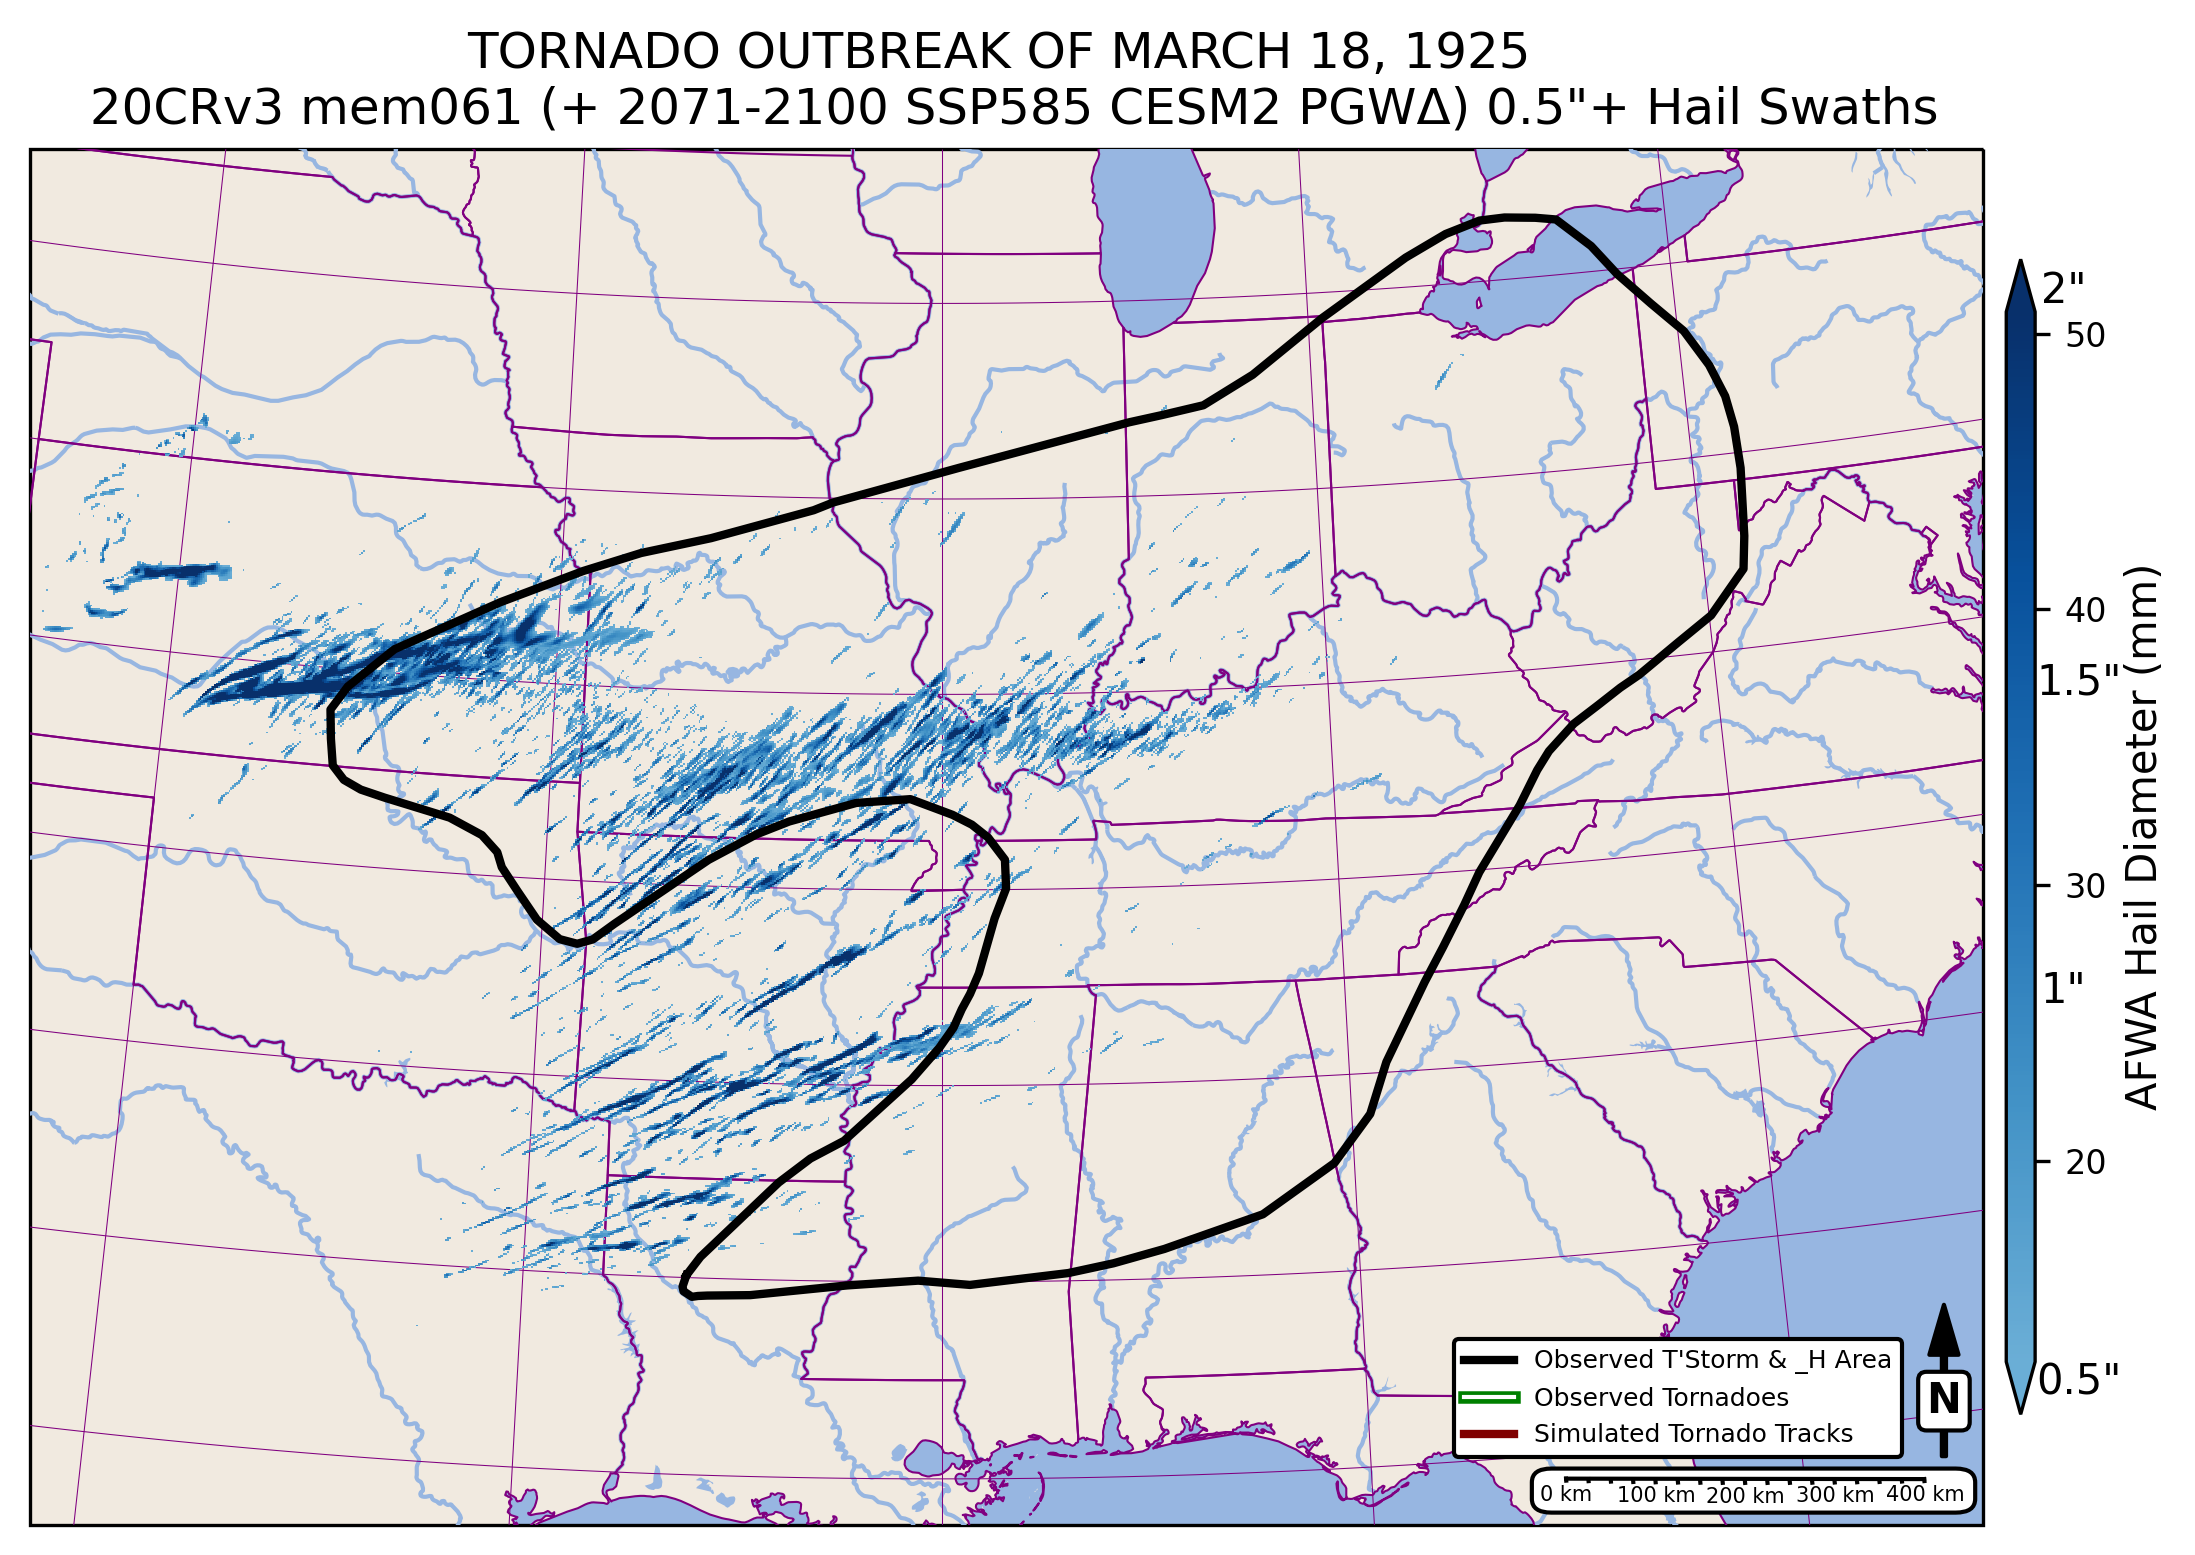 TORNADO OUTBREAK OF MARCH 18, 1925
20CRv3 mem061 (+ 2071-2100 SSP585 CESM2 PGWΔ) 0.5"+ Hail Swaths
2"
50
40
1.5"
30
1"
20
0.5"
AFWA Hail Diameter (mm)
Observed T'Storm & _H Area
Observed Tornadoes
Simulated Tornado Tracks
N
0 km 100 km 200 km 300 km 400 km